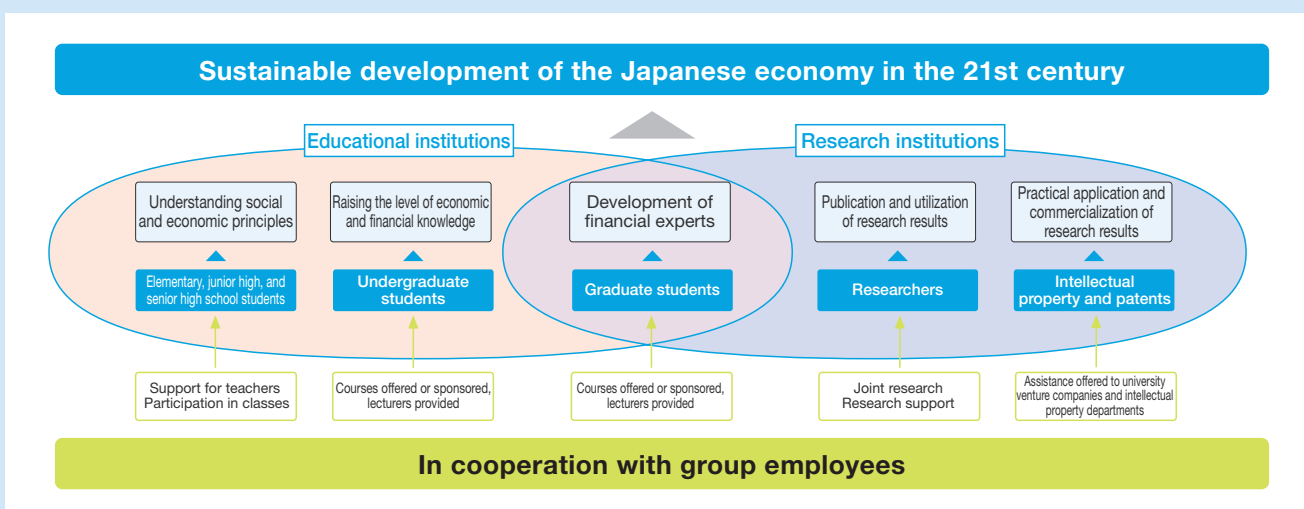 Sustainable development of the Japanese economy in the 21st century
Educational institutions
Research institutions
Understanding social
and economic principles
Raising the level of economic
and financial knowledge
Development of
financial experts
Publication and utilization
of research results
Practical application and
commercialization of
research results
Elementary, junior high, and
senior high school students
Undergraduate
students
Graduate students
Researchers
Intellectual
property and patents
Support for teachers
Participation in classes
Courses offered or sponsored,
lecturers provided
Courses offered or sponsored,
lecturers provided
Joint research
Research support
Assistance offered to university
venture companies and intellectual
property departments
In cooperation with group employees